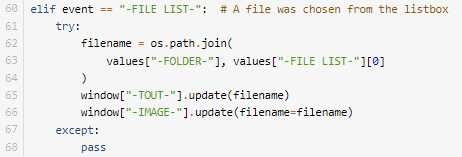 60 elif event == "-FILE LIST-":  # A file was chosen from the listbox
61     try:
62         filename = os.path.join(
63             values["-FOLDER-"], values["-FILE LIST-"][0]
64         )
65         window["-TOUT-"].update(filename)
66         window["-IMAGE-"].update(filename=filename)
67     except:
68         pass